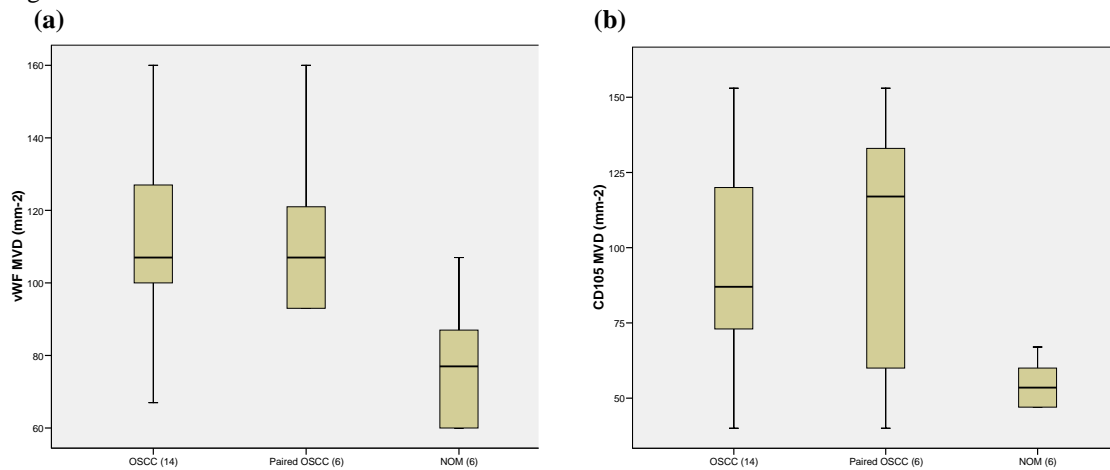 (a)
(b)
vWF MVD (mm-2)
160
140
120
100
80
60
OSCC (14)
Paired OSCC (6)
NOM (6)
CD105 MVD (mm-2)
150
125
100
75
50
OSCC (14)
Paired OSCC (6)
NOM (6)